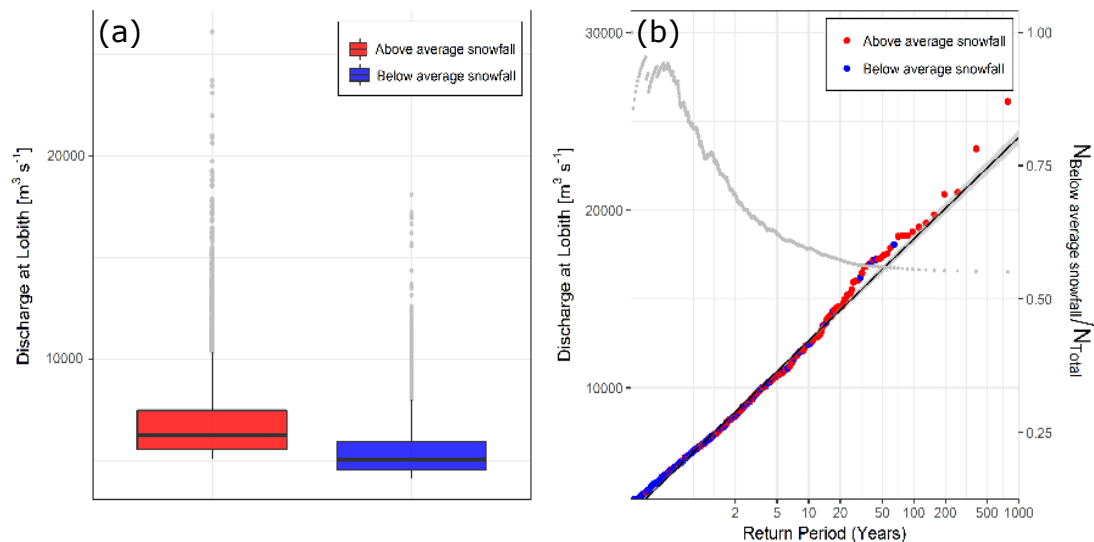 (a)
Above average snowfall
Below average snowfall
20000
10000
Discharge at Lobith [m³ s⁻¹]
(b)
Above average snowfall
Below average snowfall
30000
25000
20000
10000
Discharge at Lobith [m³ s⁻¹]
1.00
0.75
0.50
0.25
N_Below average snowfall/N_Total
2 5 10 20 50 100 200 500 1000
Return Period (Years)